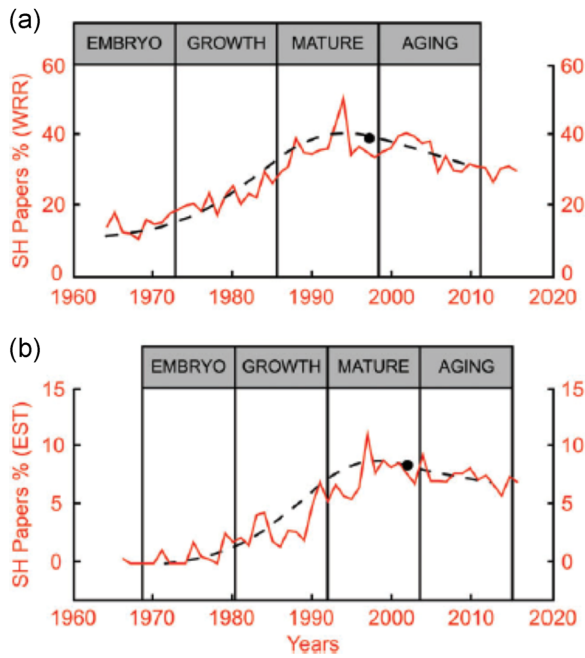 (a)
EMBRYO GROWTH MATURE AGING
60 60
40 40
20 20
0 0
SH Papers % (WRR)
1960 1970 1980 1990 2000 2010 2020
(b)
EMBRYO GROWTH MATURE AGING
15 15
10 10
5 5
0 0
SH Papers % (EST)
1960 1970 1980 1990 2000 2010 2020
Years